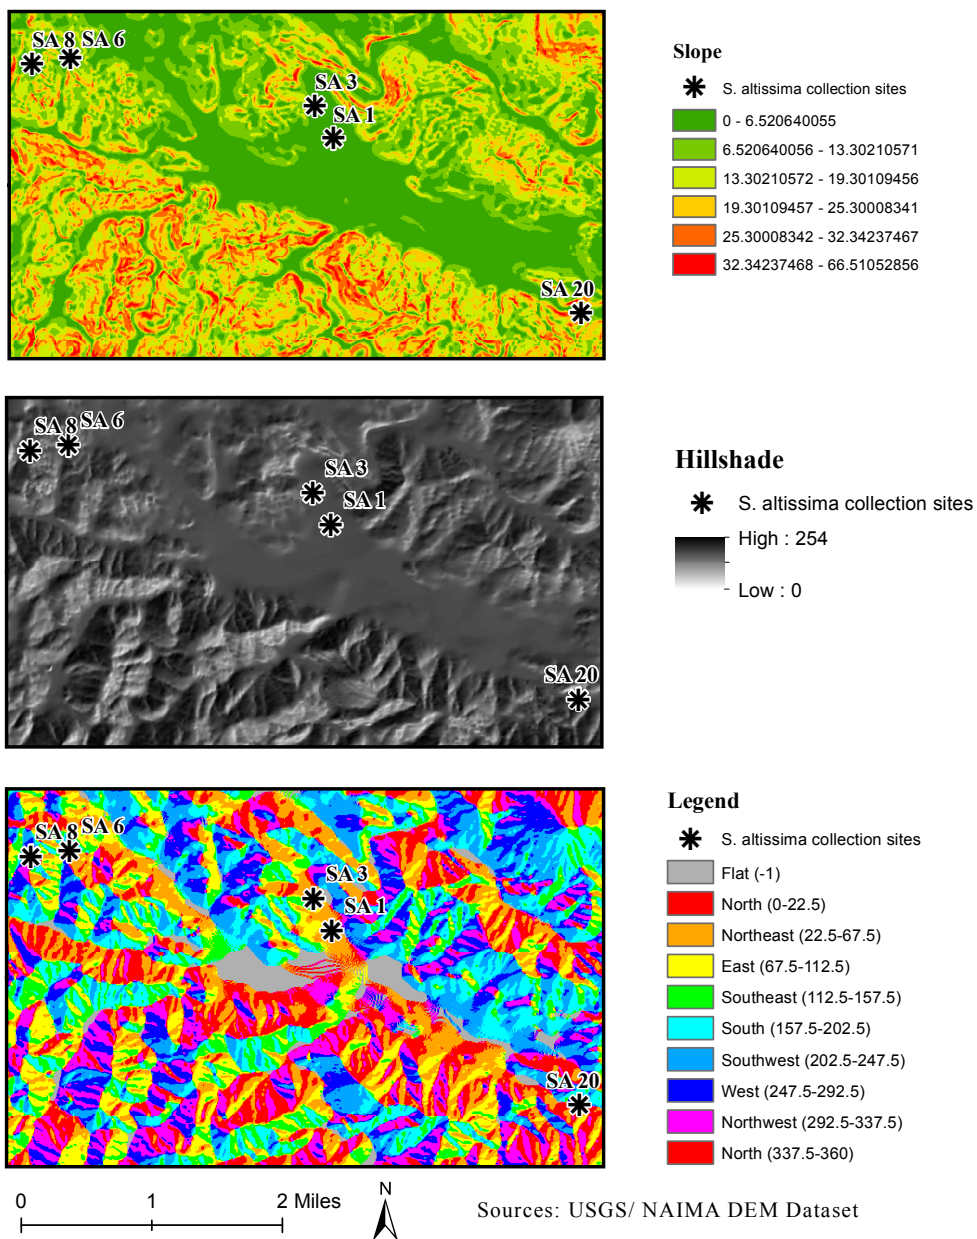 SA 8 SA 6
SA 3
SA 1
SA 20
Slope
S. altissima collection sites
0 - 6.520640055
6.520640056 - 13.30210571
13.30210572 - 19.30109456
19.30109457 - 25.30008341
25.30008342 - 32.34237467
32.34237468 - 66.51052856
SA 8 SA 6
SA 3
SA 1
SA 20
Hillshade
S. altissima collection sites
High : 254
Low : 0
SA 8 SA 6
SA 3
SA 1
SA 20
Legend
S. altissima collection sites
Flat (-1)
North (0-22.5)
Northeast (22.5-67.5)
East (67.5-112.5)
Southeast (112.5-157.5)
South (157.5-202.5)
Southwest (202.5-247.5)
West (247.5-292.5)
Northwest (292.5-337.5)
North (337.5-360)
0 1 2 Miles
N
Sources: USGS/ NAIMA DEM Dataset